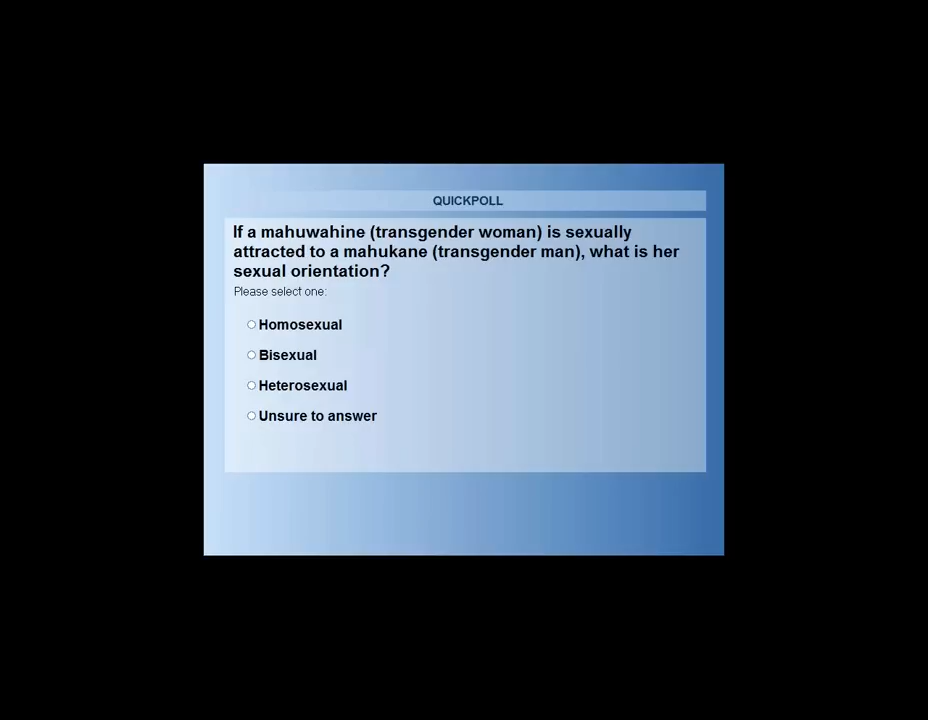 QUICKPOLL
If a mahuwahine (transgender woman) is sexually
attracted to a mahukane (transgender man), what is her
sexual orientation?
Please select one:
Homosexual
Bisexual
Heterosexual
Unsure to answer